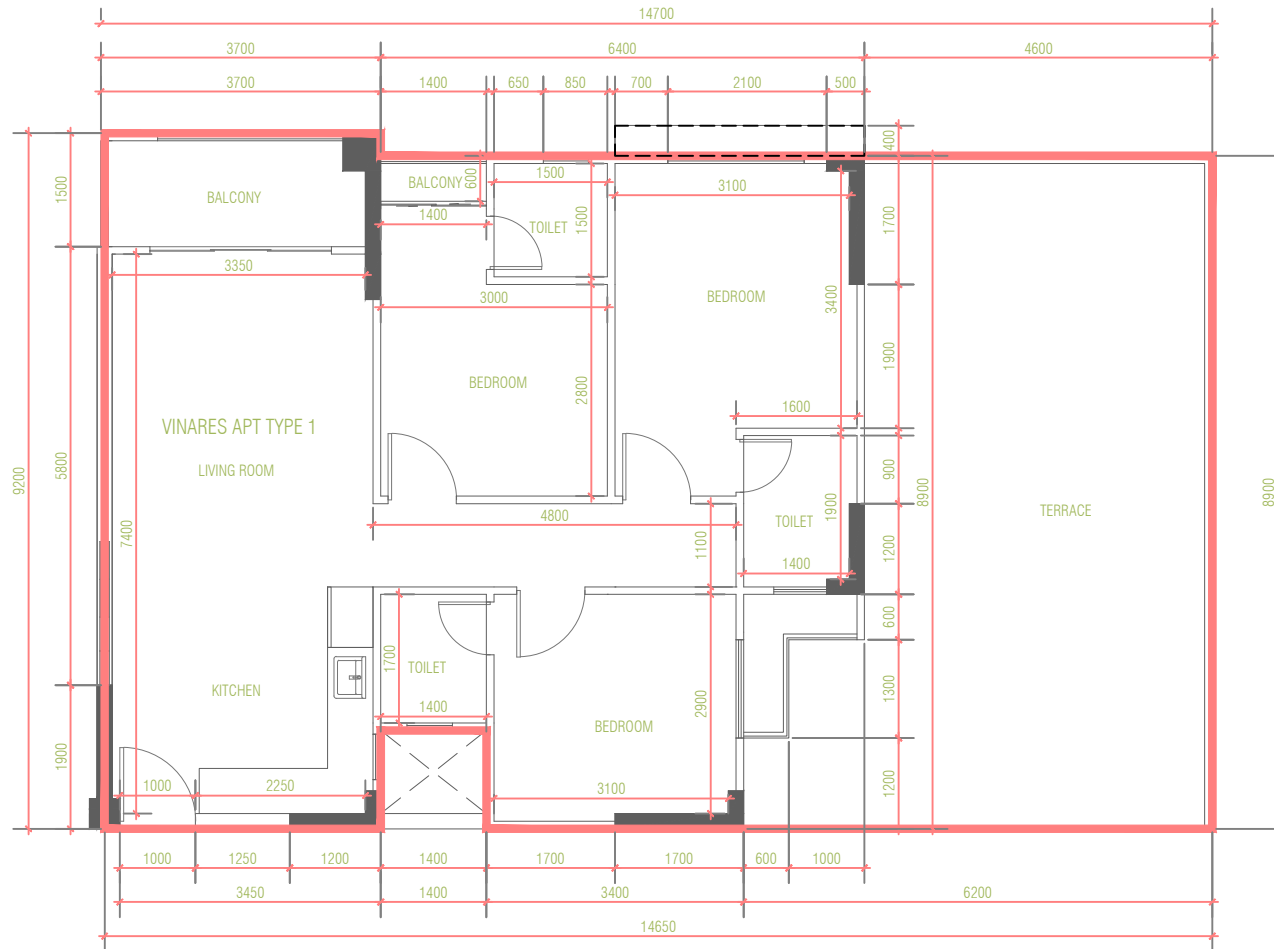 14700
3700 6400 4600
3700 1400 650 850 700 2100 500
400
1500
BALCONY
BALCONY
600
1500
TOILET
1500
3100
1700
1400
3350
3000
BEDROOM
3400
1900
BEDROOM
2800
1600
VINARES APT TYPE 1
LIVING ROOM
5800
9200
900
8900
8900
TERRACE
4800
TOILET
1900
7400
1100
1200
1400
600
1700
TOILET
KITCHEN
1400
2900
BEDROOM
1300
1900
1000
2250
3100
1200
1000 1250 1200 1400 1700 1700 600 1000
3450 1400 3400 6200
14650